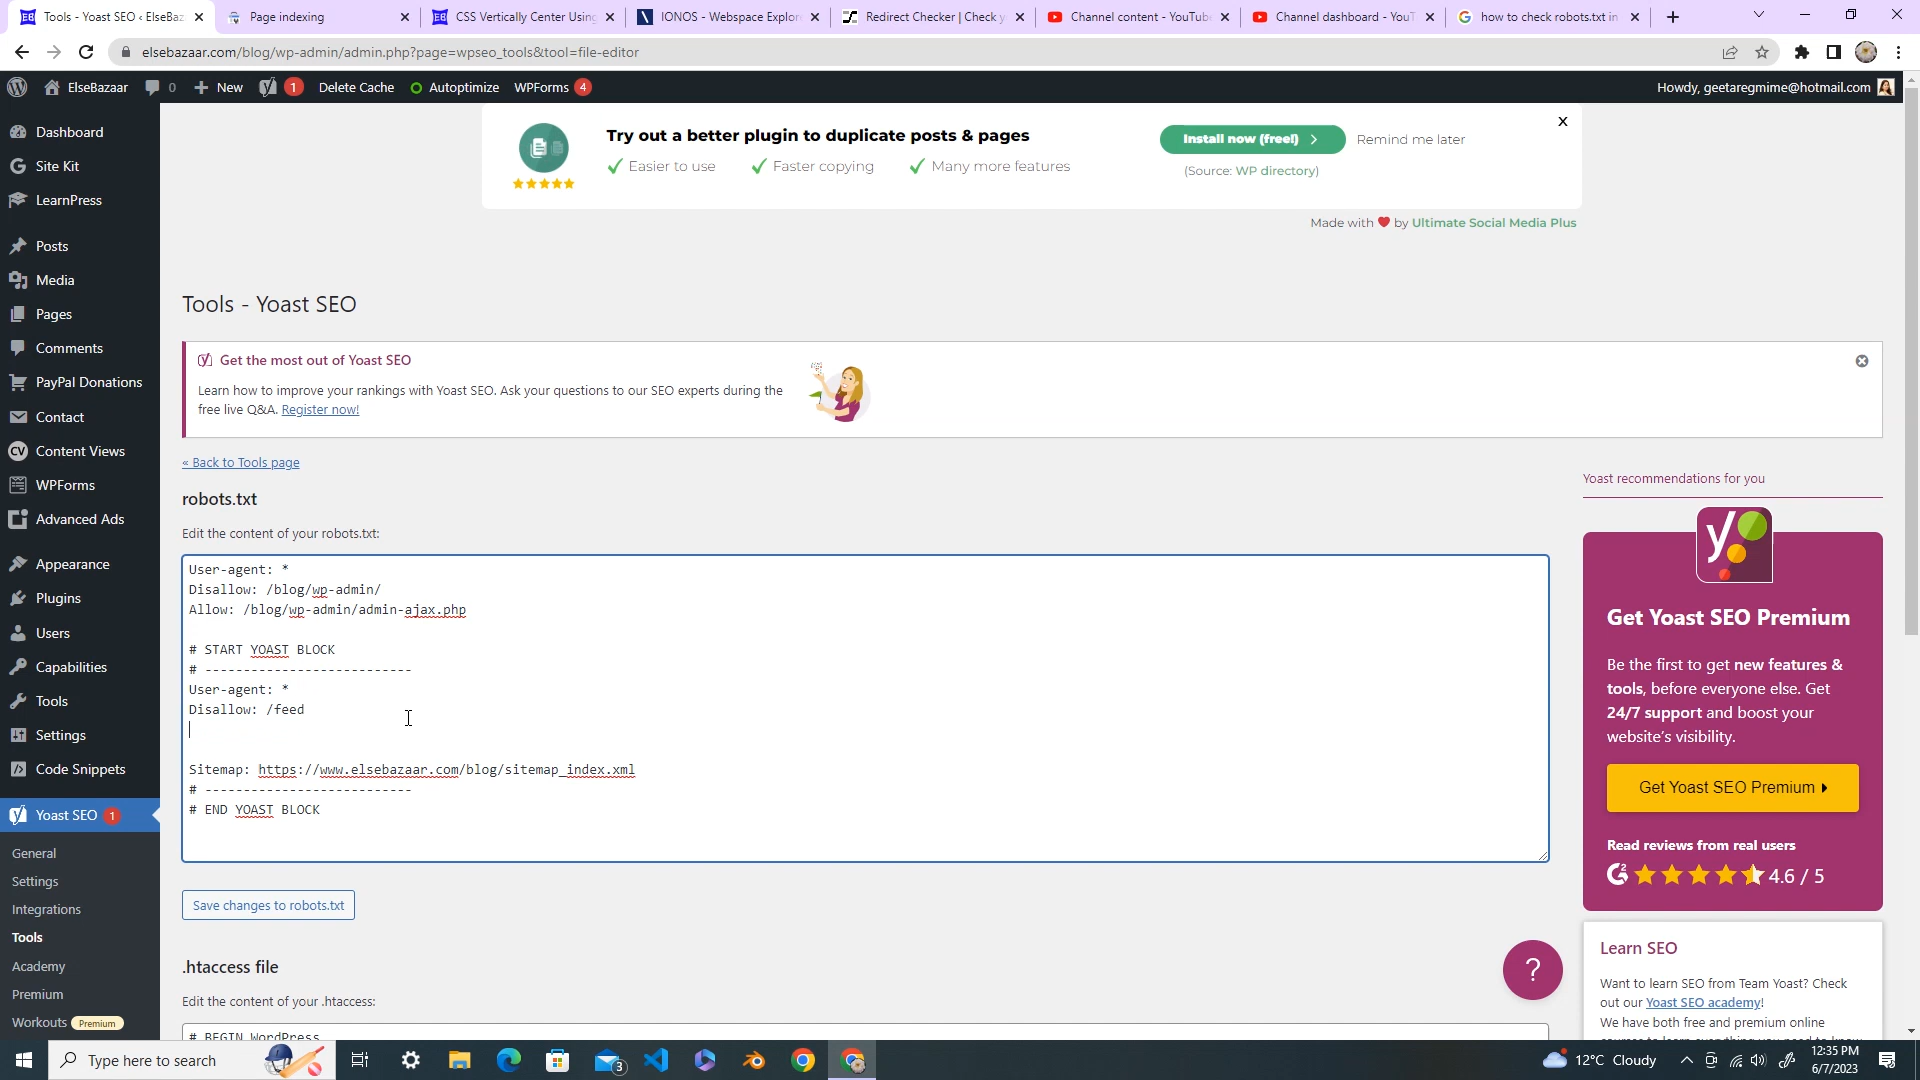 Tools - Yoast SEO ‹ ElseBaz
Page indexing
CSS Vertically Center Using
IONOS - Webspace Explor
Redirect Checker | Check y
Channel content - YouTub
Channel dashboard - YouT
how to check robots.txt in
elsebazaar.com/blog/wp-admin/admin.php?page=wpseo_tools&tool=file-editor
ElseBazaar
0
New
1
Delete Cache
Autoptimize
WPForms 4
Howdy, geetaregmime@hotmail.com
Dashboard
Site Kit
LearnPress
Posts
Media
Pages
Comments
PayPal Donations
Contact
Content Views
WPForms
Advanced Ads
Appearance
Plugins
Users
Capabilities
Tools
Settings
Code Snippets
Yoast SEO 1
General
Settings
Integrations
Tools
Academy
Premium
Workouts Premium
Try out a better plugin to duplicate posts & pages
Easier to use
Faster copying
Many more features
Install now (free!)
Remind me later
(Source: WP directory)
x
Made with by Ultimate Social Media Plus
Tools - Yoast SEO
Get the most out of Yoast SEO
Learn how to improve your rankings with Yoast SEO. Ask your questions to our SEO experts during the
free live Q&A. Register now!
« Back to Tools page
robots.txt
Edit the content of your robots.txt:
User-agent: *
Disallow: /blog/wp-admin/
Allow: /blog/wp-admin/admin-ajax.php
# START YOAST BLOCK
# ---------------------------
User-agent: *
Disallow: /feed
Sitemap: https://www.elsebazaar.com/blog/sitemap_index.xml
# ---------------------------
# END YOAST BLOCK
Save changes to robots.txt
.htaccess file
Edit the content of your .htaccess:
# BEGIN WordPress
?
Yoast recommendations for you
Get Yoast SEO Premium
Be the first to get new features &
tools, before everyone else. Get
24/7 support and boost your
website's visibility.
Get Yoast SEO Premium
Read reviews from real users
4.6 / 5
Learn SEO
Want to learn SEO from Team Yoast? Check
out our Yoast SEO academy!
We have both free and premium online
Type here to search
3
12°C Cloudy
12:35 PM
6/7/2023